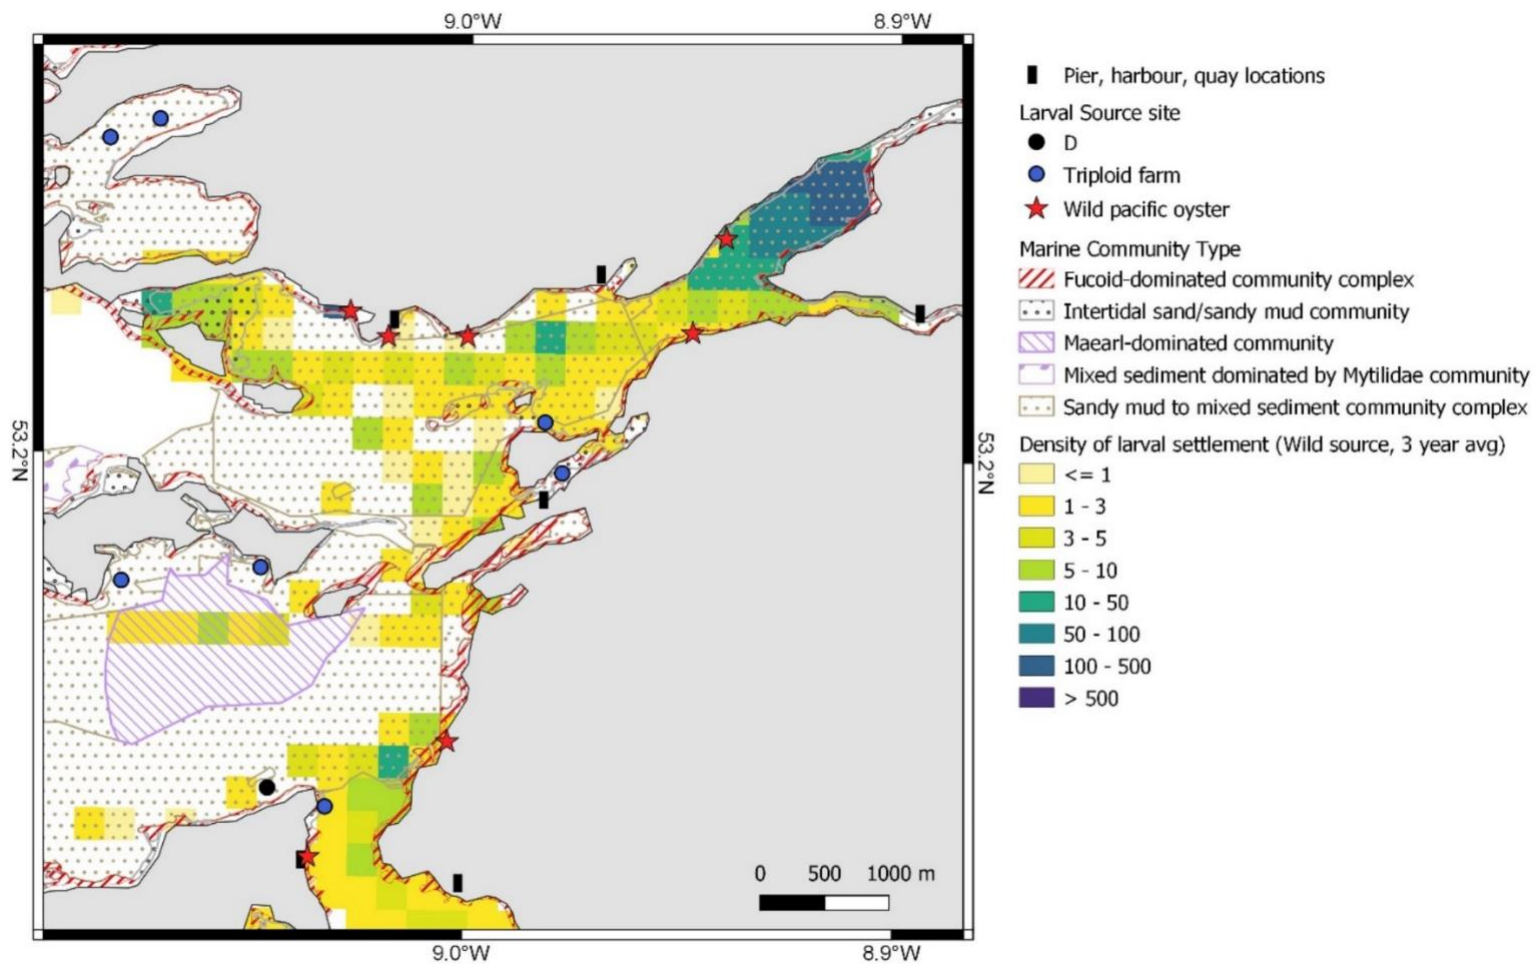 9.0°W 8.9°W
Pier, harbour, quay locations
Larval Source site
D
Triploid farm
Wild pacific oyster
Marine Community Type
Fucoid-dominated community complex
Intertidal sand/sandy mud community
Maearl-dominated community
Mixed sediment dominated by Mytilidae community
Sandy mud to mixed sediment community complex
53.2°N
53.2°N
Density of larval settlement (Wild source, 3 year avg)
<= 1
1 - 3
3 - 5
5 - 10
10 - 50
50 - 100
100 - 500
> 500
0 500 1000 m
9.0°W 8.9°W